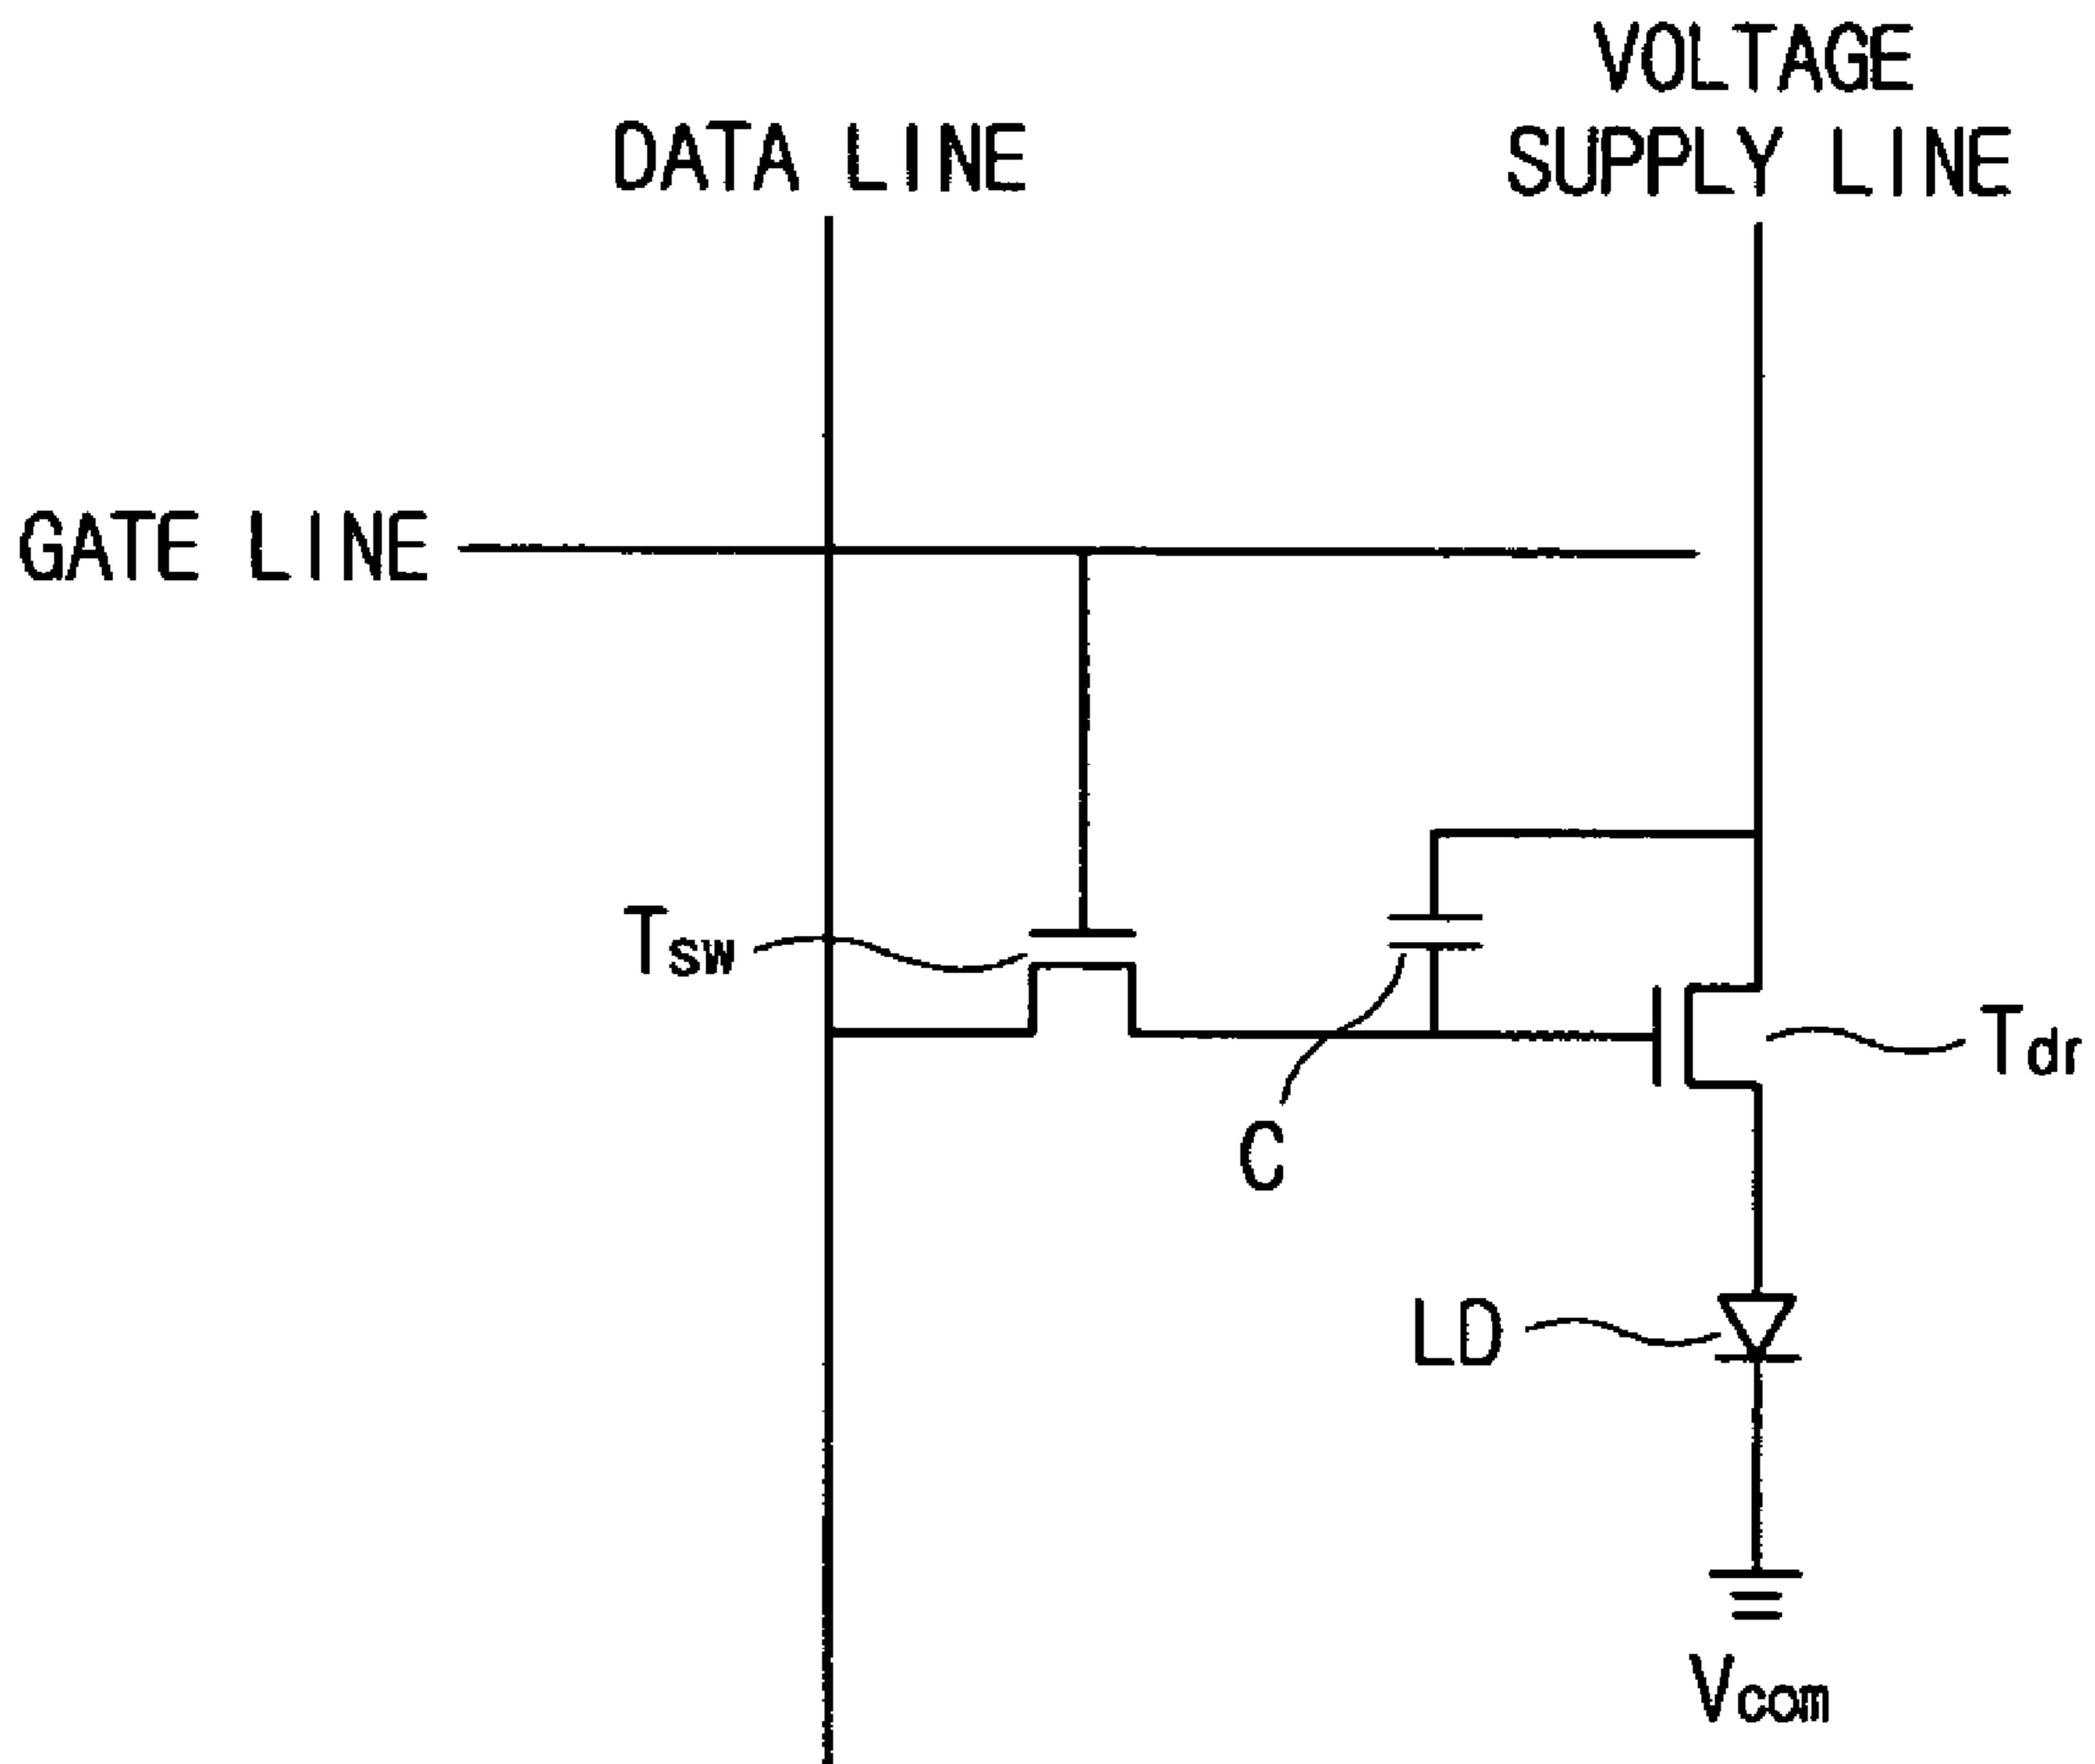 VOLTAGE
SUPPLY LINE
DATA LINE
GATE LINE
Tsw
Tdr
C
LD
Vcom